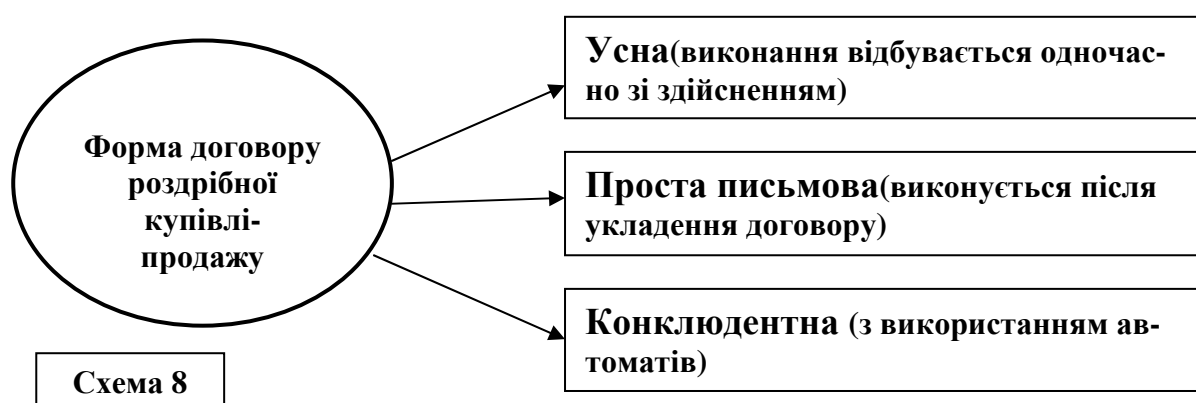 Форма договору
роздрібної
купівлі-
продажу
Усна(виконання відбувається одночас-
но зі здійсненням)
Проста письмова(виконується після
укладення договору)
Конклюдентна (з використанням ав-
томатів)
Схема 8